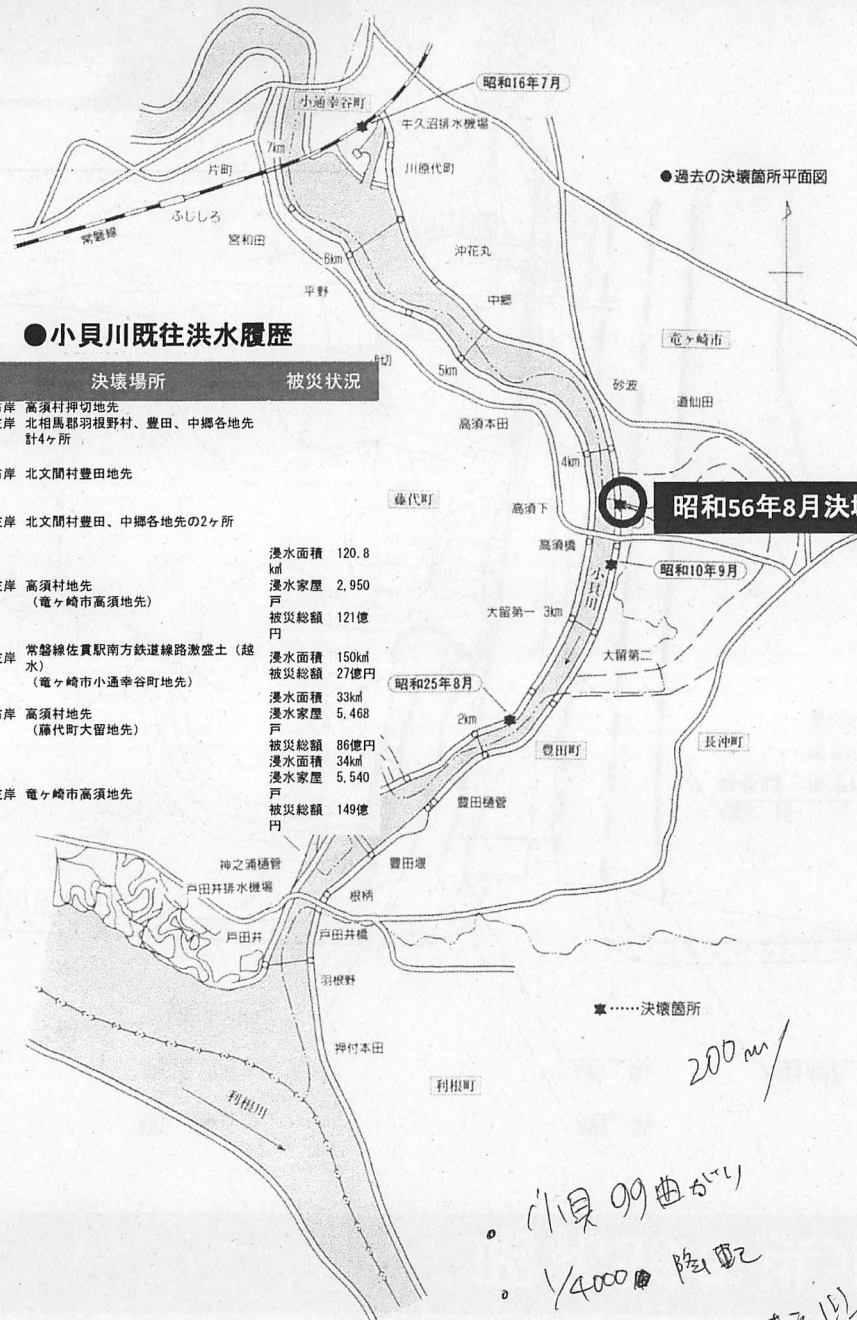 昭和16年7月
小通幸谷町
牛久沼排水機場
7km
片町
川原代町
●過去の決壊箇所平面図
ふじしろ
常磐線
宮和田
沖花丸
6km
平野
中郷
●小貝川既往洪水履歴
竜ヶ崎市
決壊場所 被災状況
切
5km
砂波
道仙田
岸 高須村押切地先
岸 北相馬郡羽根野村、豊田、中郷各地先
計4ヶ所
高須本田
4km
岸 北文間村豊田地先
藤代町
高須下
昭和56年8月決
岸 北文間村豊田、中郷各地先の2ヶ所
高須橋
浸水面積 120.8
k㎡
昭和10年9月
小貝川
岸 高須村地先
(竜ヶ崎市高須地先)
浸水家屋 2,950
戸
被災総額 121億
円
大留第一 3km
大留第二
岸 常磐線佐貫駅南方鉄道線路激盛土(越
水)
(竜ヶ崎市小通幸谷町地先)
浸水面積 150k㎡
被災総額 27億円
昭和25年8月
岸 高須村地先
(藤代町大留地先)
浸水面積 33k㎡
浸水家屋 5,468
戸
被災総額 86億円
2km
豊田町
長沖町
岸 竜ヶ崎市高須地先
浸水面積 34k㎡
浸水家屋 5,540
戸
被災総額 149億
円
豊田樋管
神之浦樋管
豊田堰
戸田井排水機場
根柄
戸田井
戸田井橋
羽根野
……決壊箇所
押付本田
200m
利根町
利根川
・小貝99曲がり
・1/4000